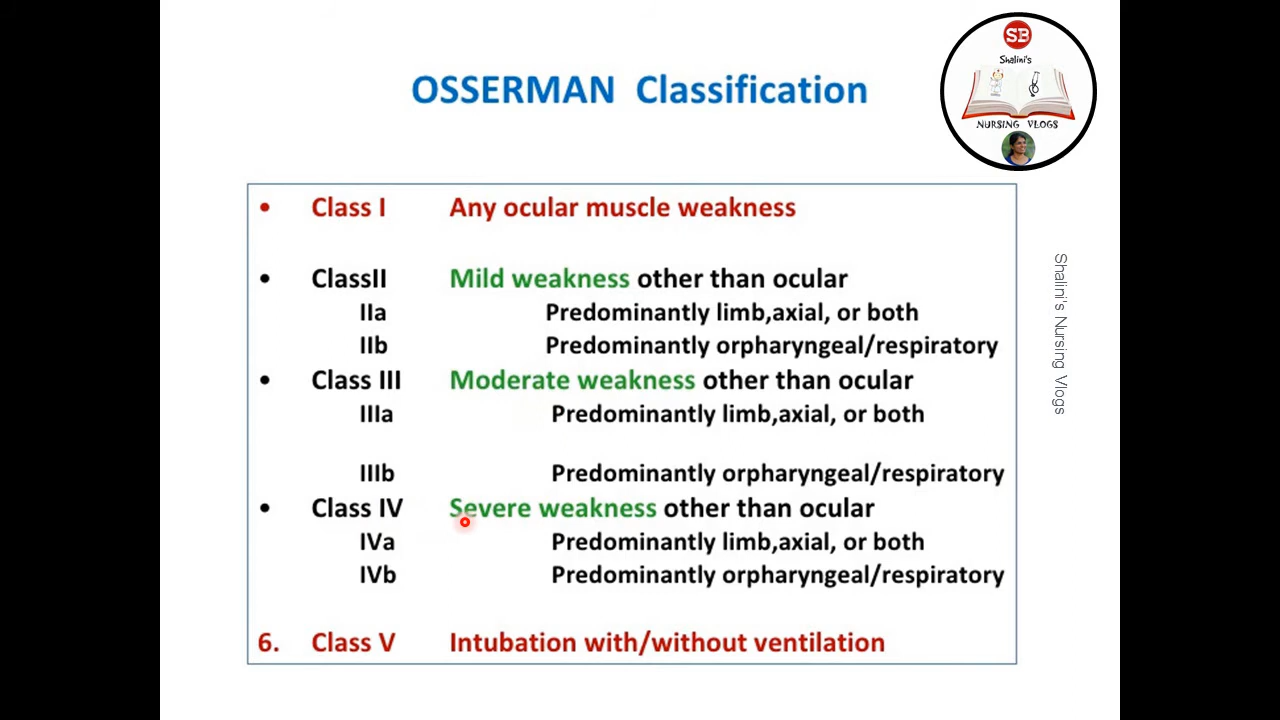 SB
Shalini's
NURSING VLOGS
OSSERMAN Classification
• Class I Any ocular muscle weakness
• ClassII Mild weakness other than ocular
IIa Predominantly limb,axial, or both
IIb Predominantly orpharyngeal/respiratory
• Class III Moderate weakness other than ocular
IIIa Predominantly limb,axial, or both
IIIb Predominantly orpharyngeal/respiratory
• Class IV Severe weakness other than ocular
IVa Predominantly limb,axial, or both
IVb Predominantly orpharyngeal/respiratory
6. Class V Intubation with/without ventilation
Shalini's Nursing Vlogs